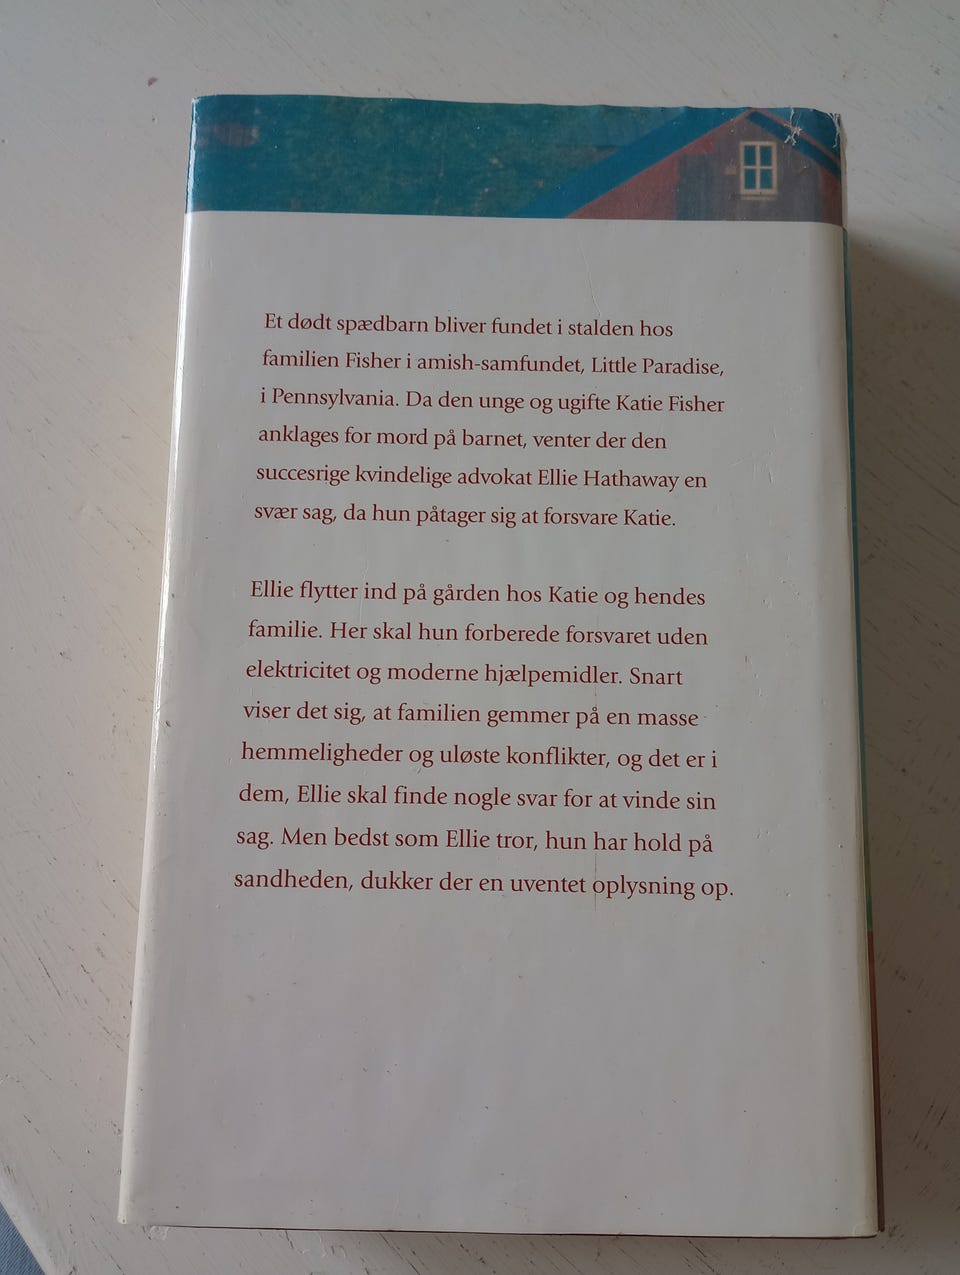 Et dødt spædbarn bliver fundet i stalden hos
familien Fisher i amish-samfundet, Little Paradise,
i Pennsylvania. Da den unge og ugifte Katie Fisher
anklages for mord på barnet, venter der den
succesrige kvindelige advokat Ellie Hathaway en
svær sag, da hun påtager sig at forsvare Katie.
Ellie flytter ind på gården hos Katie og hendes
familie. Her skal hun forberede forsvaret uden
elektricitet og moderne hjælpemidler. Snart
viser det sig, at familien gemmer på en masse
hemmeligheder og uløste konflikter, og det er i
dem, Ellie skal finde nogle svar for at vinde sin
sag. Men bedst som Ellie tror, hun har hold på
sandheden, dukker der en uventet oplysning op.